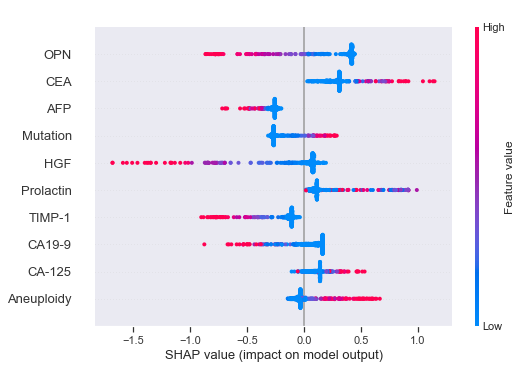 High
OPN
CEA
AFP
Mutation
HGF
Prolactin
TIMP-1
CA19-9
CA-125
Aneuploidy
Feature value
Low
−1.5 −1.0 −0.5 0.0 0.5 1.0
SHAP value (impact on model output)